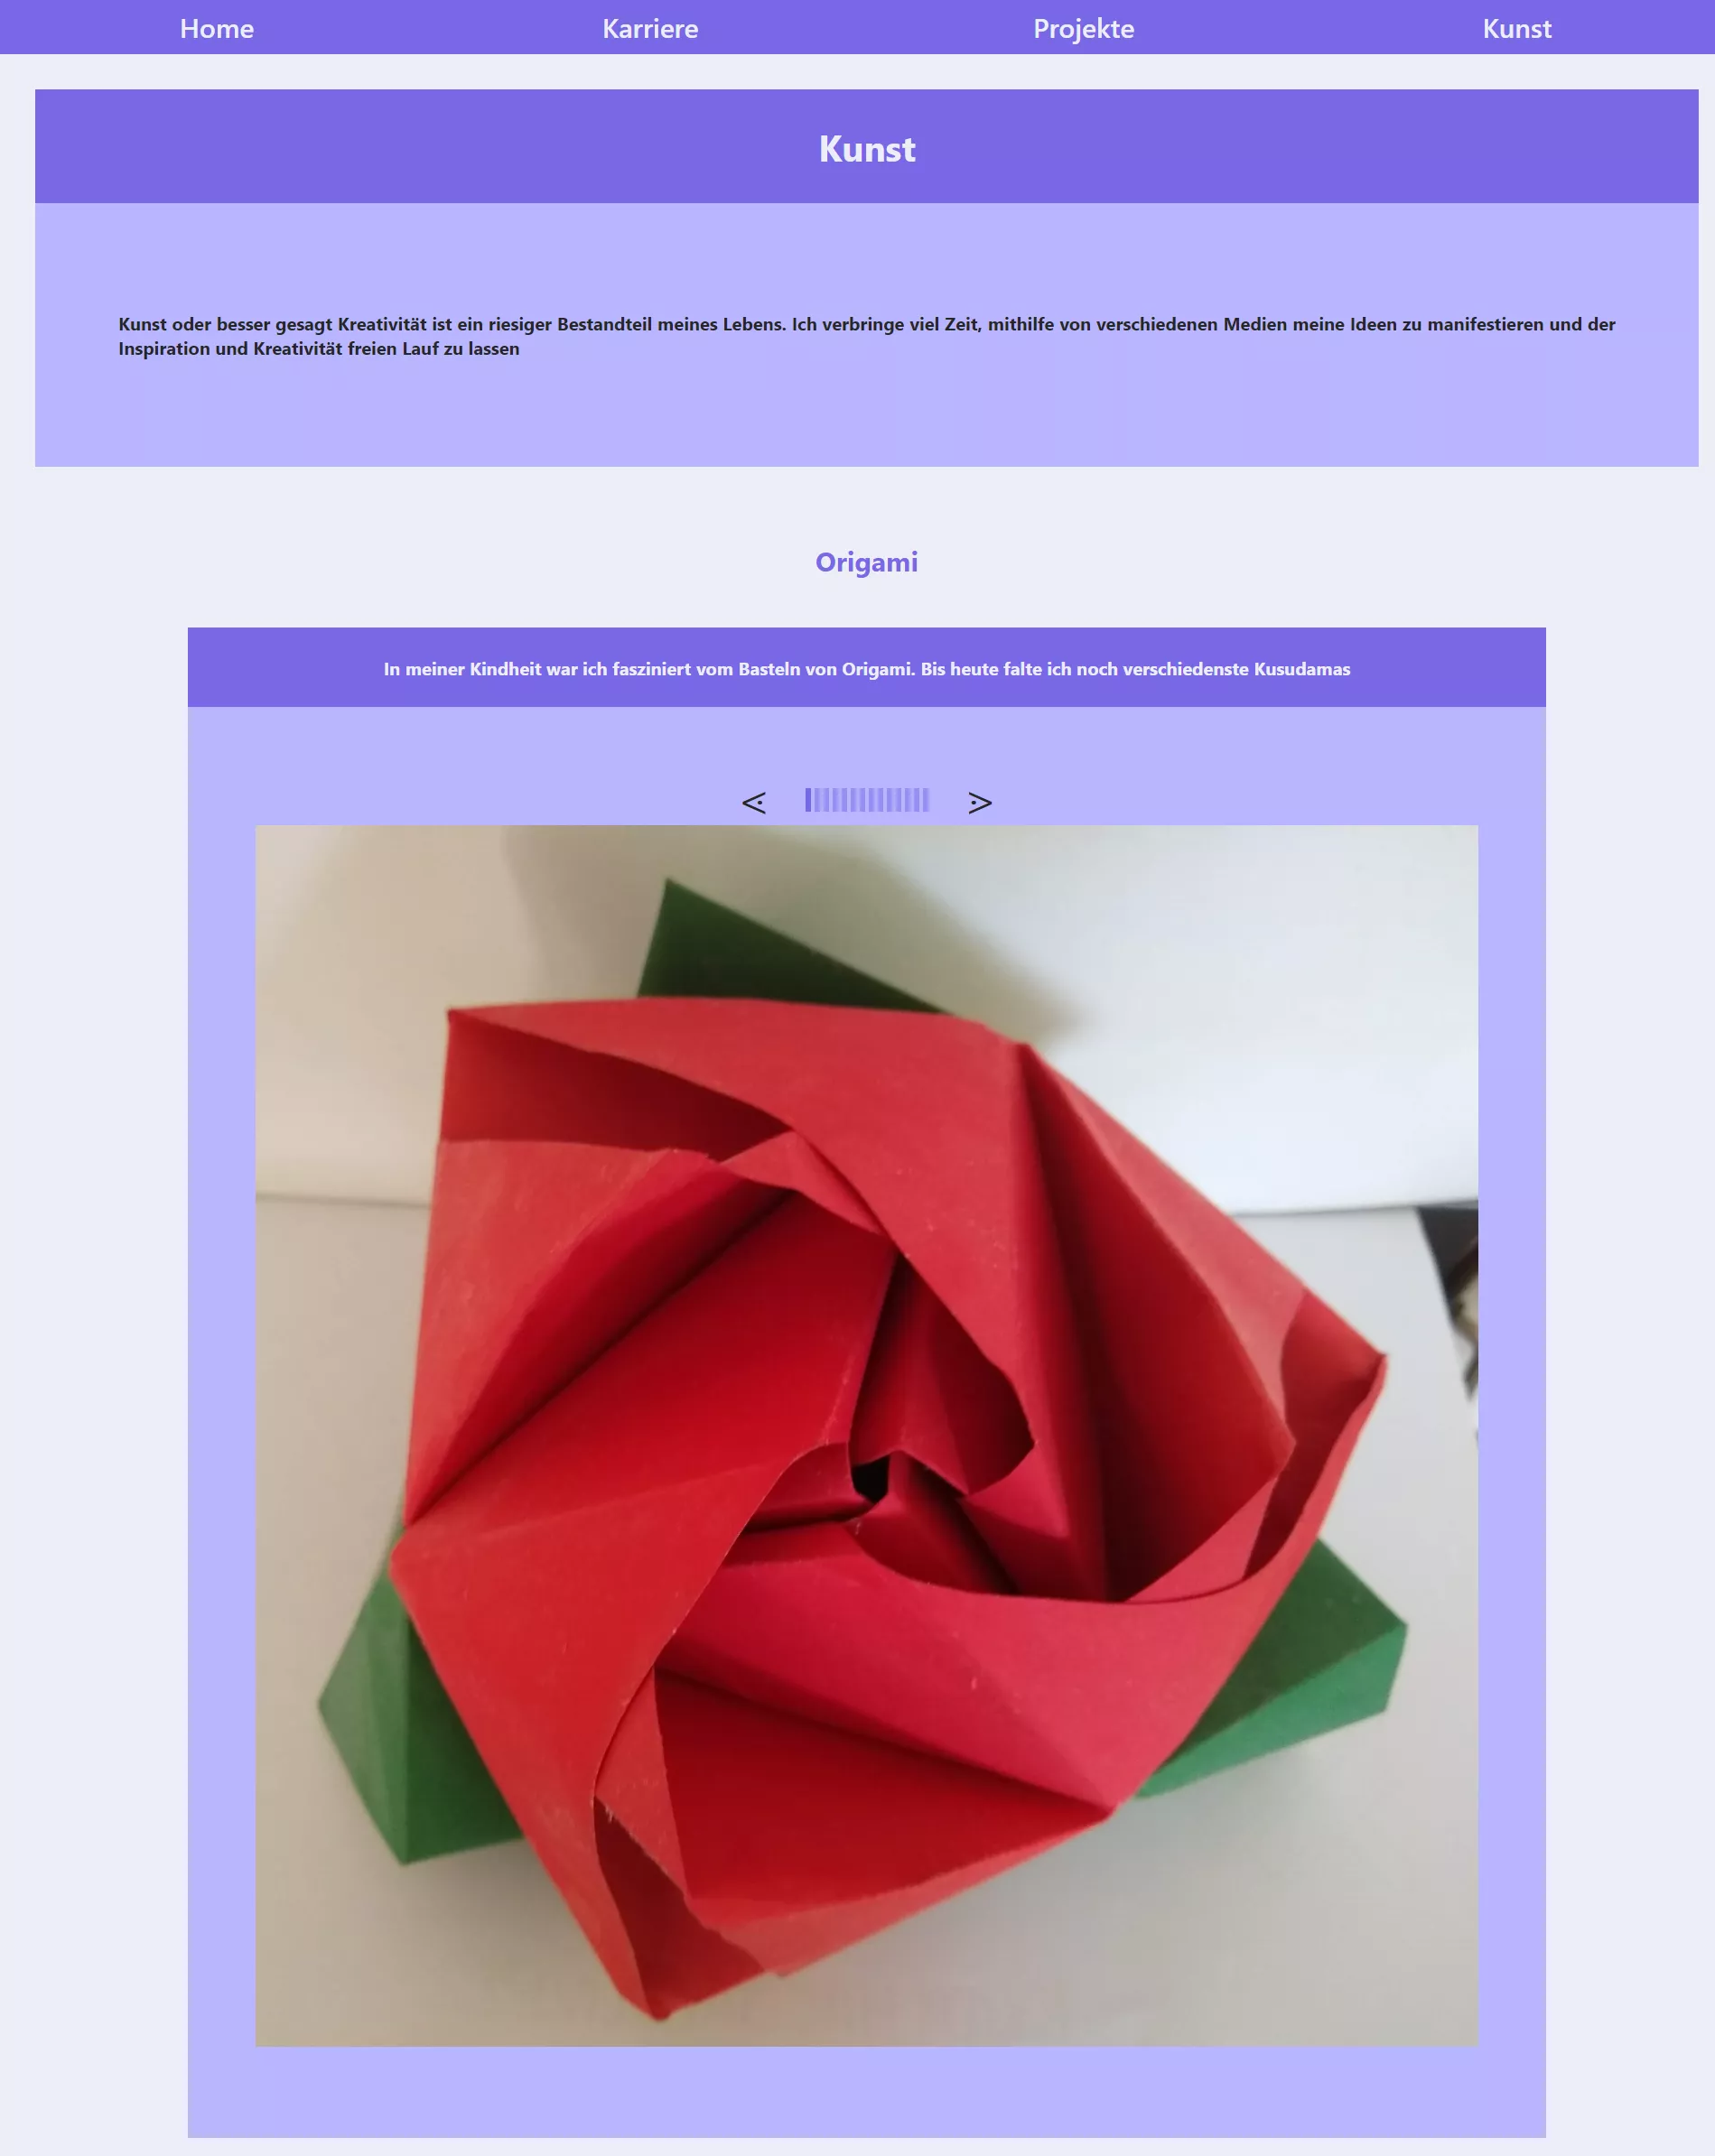 Home Karriere Projekte Kunst
Kunst
Kunst oder besser gesagt Kreativität ist ein riesiger Bestandteil meines Lebens. Ich verbringe viel Zeit, mithilfe von verschiedenen Medien meine Ideen zu manifestieren und der
Inspiration und Kreativität freien Lauf zu lassen
Origami
In meiner Kindheit war ich fasziniert vom Basteln von Origami. Bis heute falte ich noch verschiedenste Kusudamas
⋖ ⋗